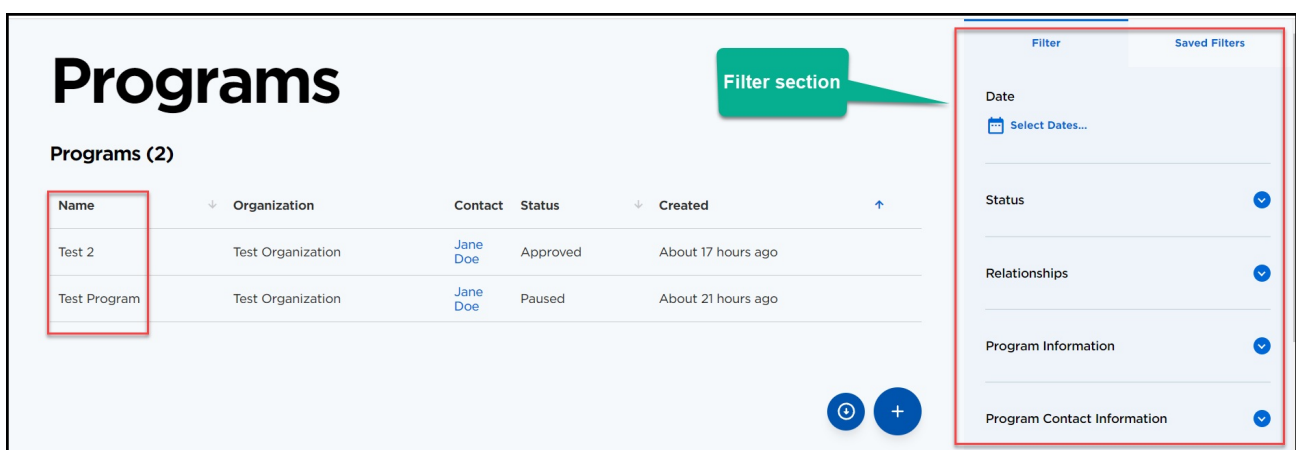 Programs
Programs (2)
Name Organization Contact Status Created
Test 2 Test Organization Jane Doe Approved About 17 hours ago
Test Program Test Organization Jane Doe Paused About 21 hours ago
Filter section
Filter Saved Filters
Date
Select Dates...
Status
Relationships
Program Information
Program Contact Information